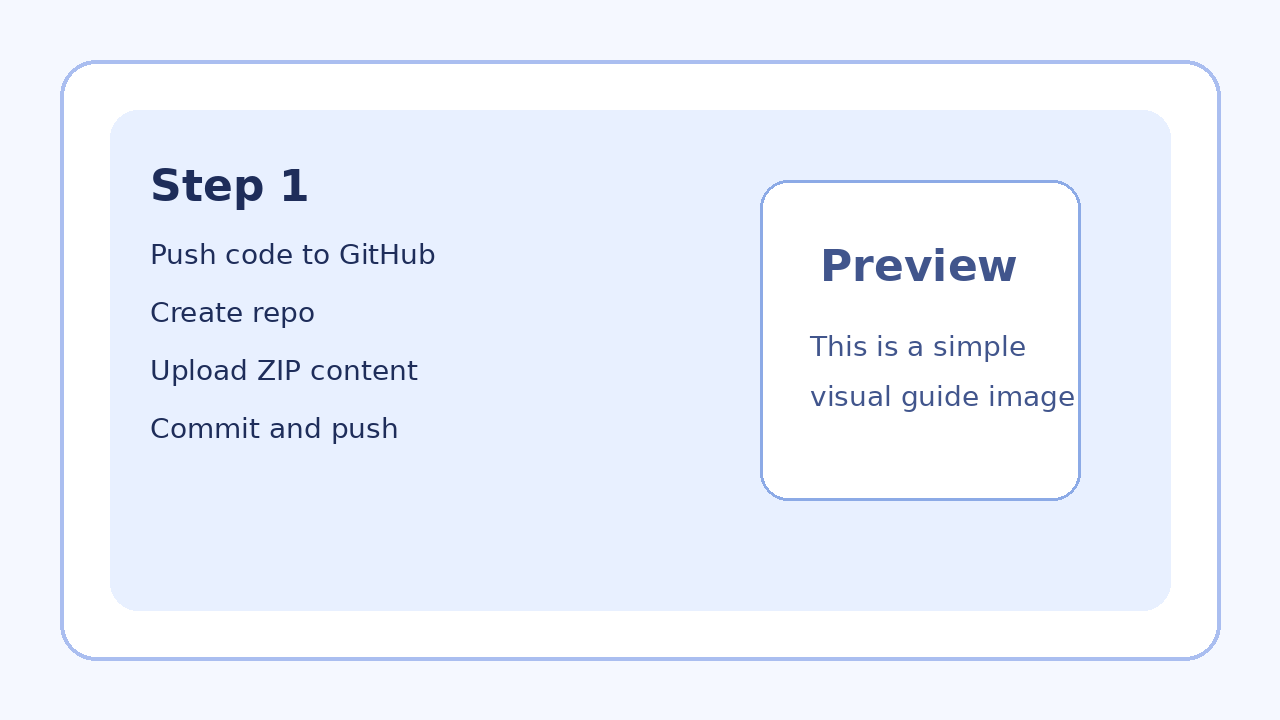 Step 1
Push code to GitHub
Create repo
Upload ZIP content
Commit and push
Preview
This is a simple
visual guide image